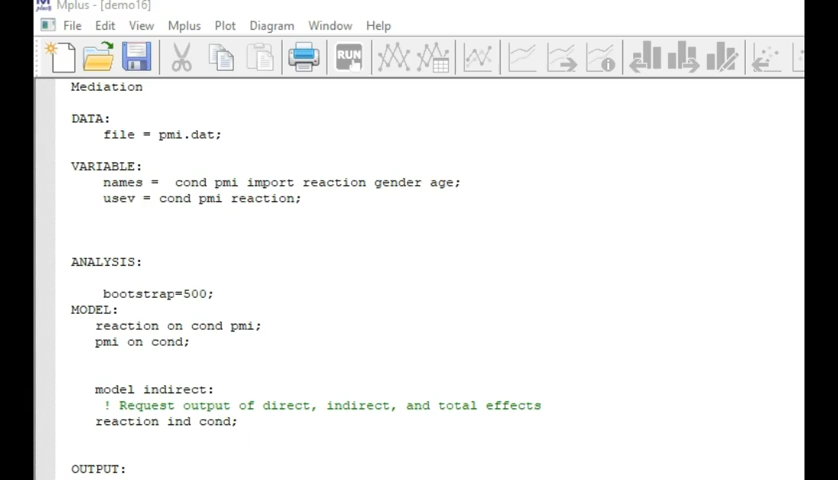 Mplus - [demo16]
File Edit View Mplus Plot Diagram Window Help
RUN
Mediation
DATA:
file = pmi.dat;
VARIABLE:
names = cond pmi import reaction gender age;
usev = cond pmi reaction;
ANALYSIS:
bootstrap=500;
MODEL:
reaction on cond pmi;
pmi on cond;
model indirect:
! Request output of direct, indirect, and total effects
reaction ind cond;
OUTPUT: